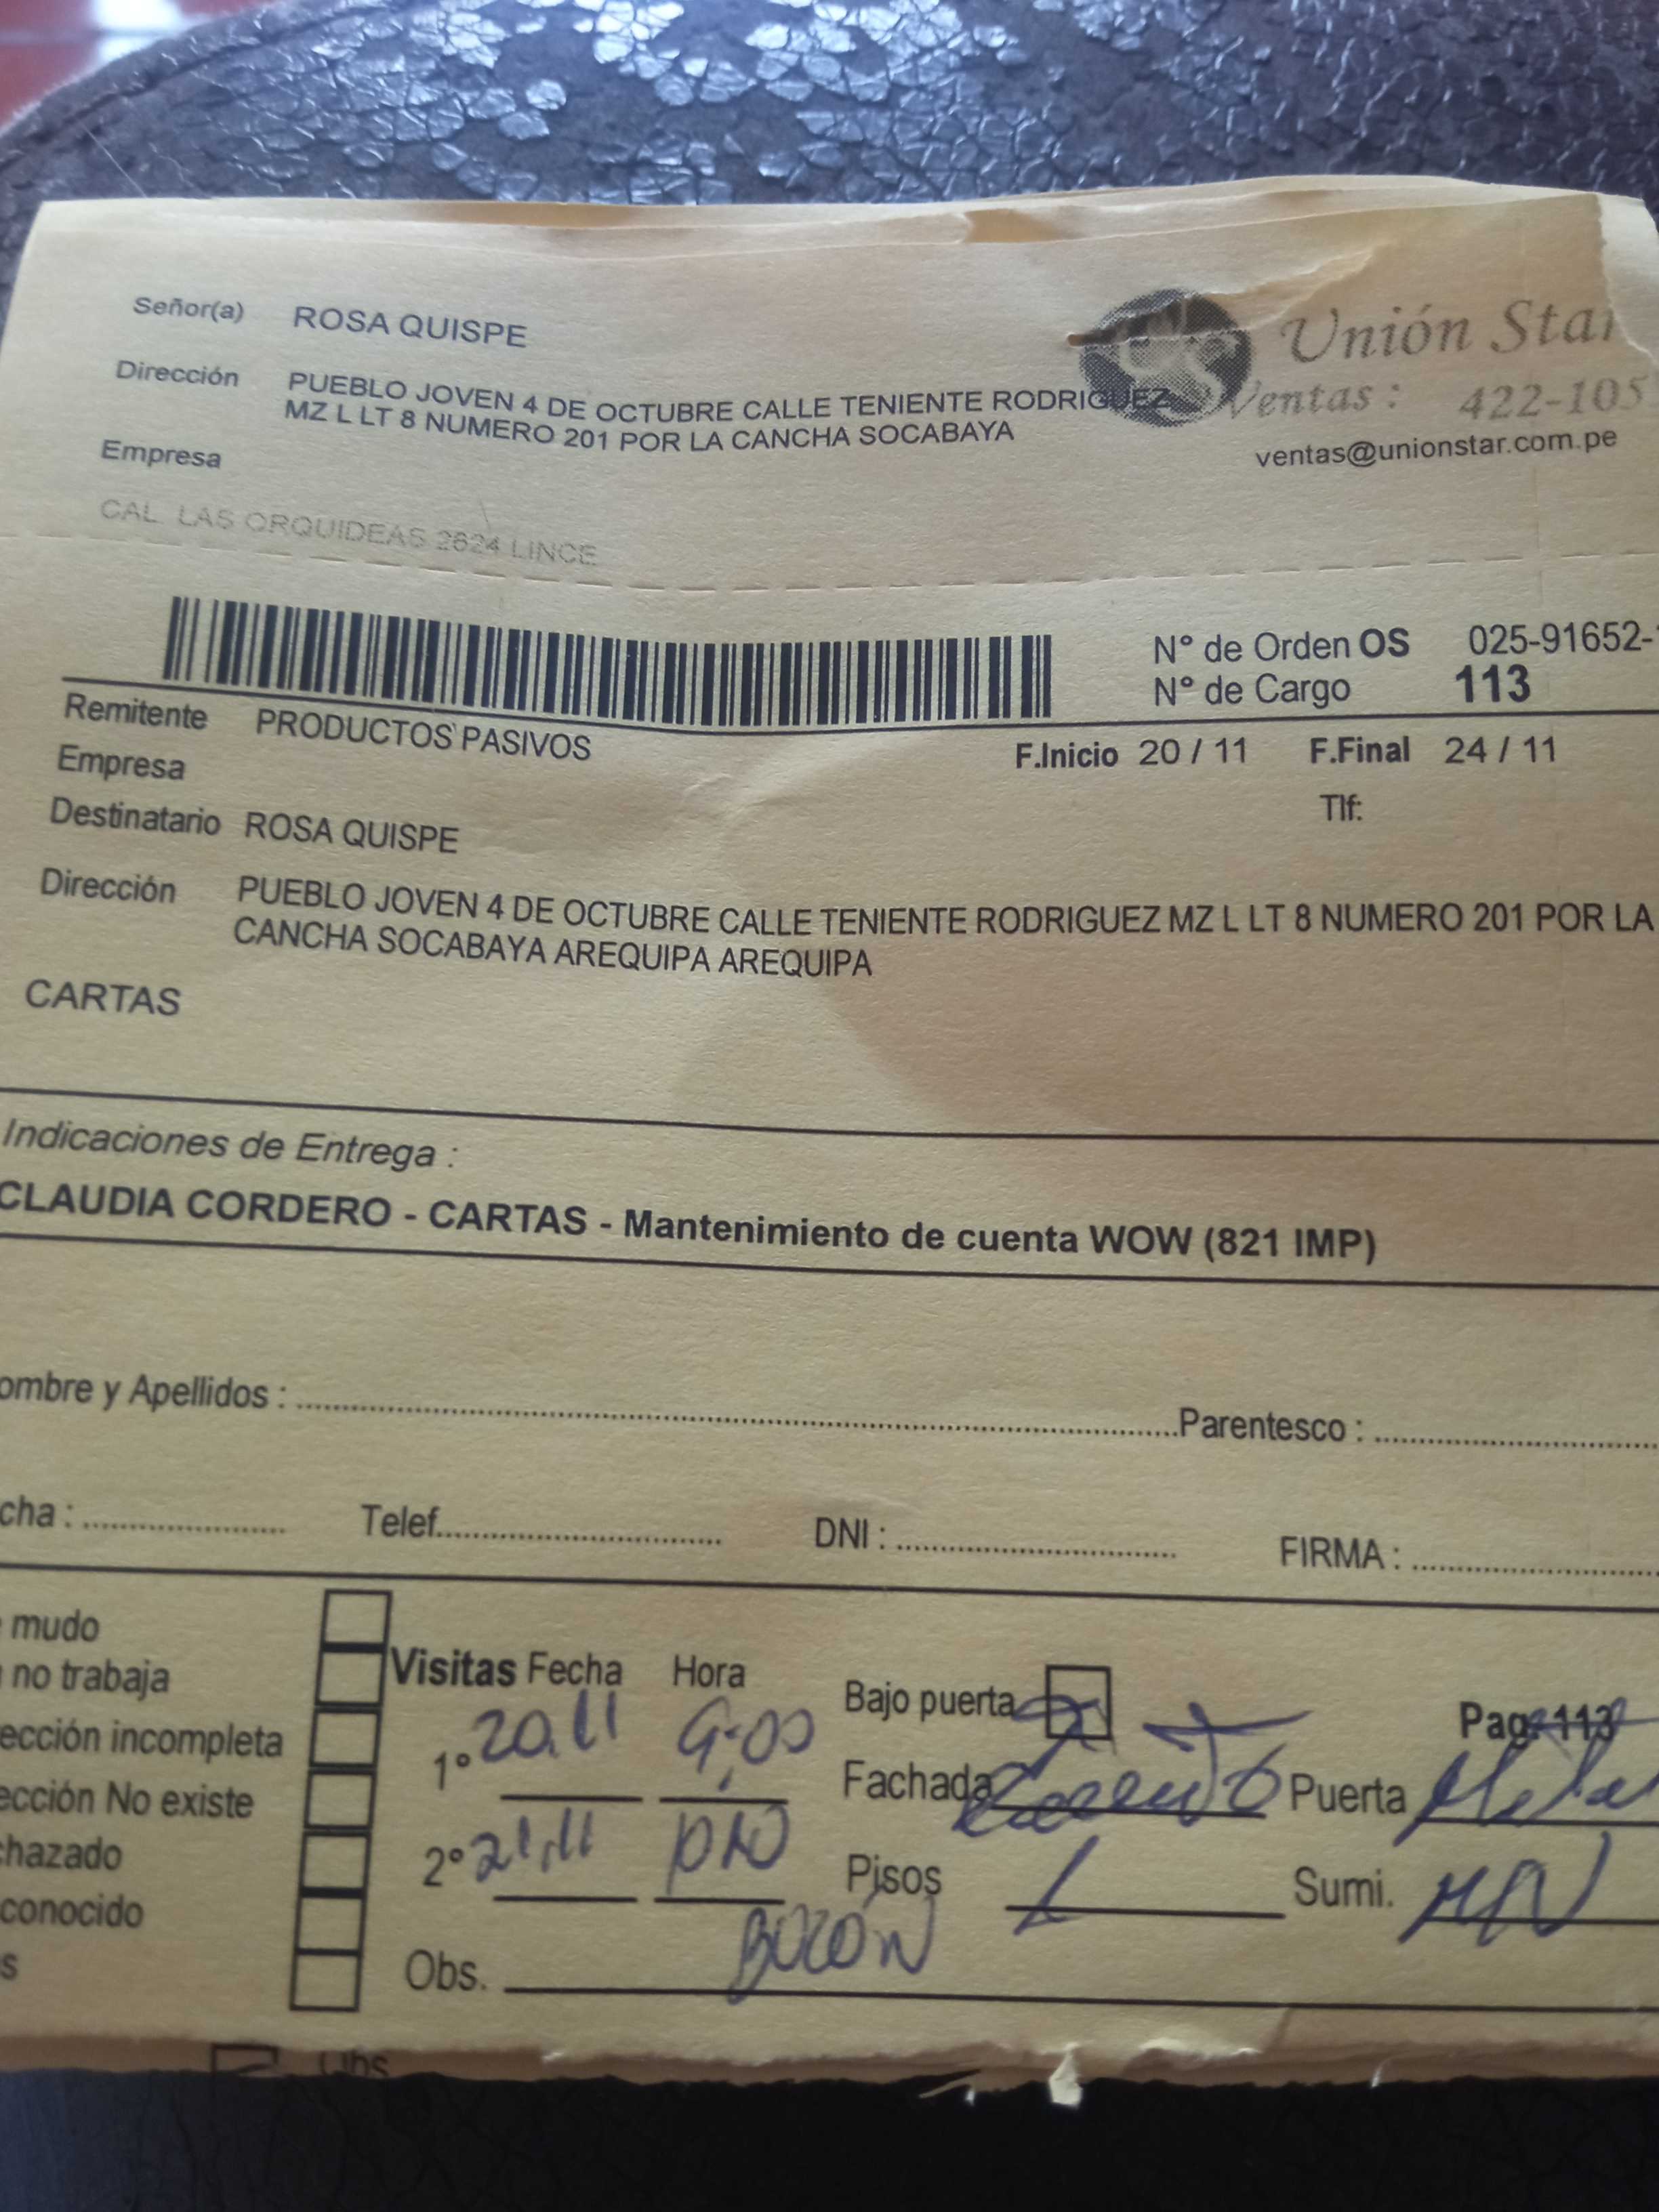 Señor(a) ROSA QUISPE
Unión Star
Dirección PUEBLO JOVEN 4 DE OCTUBRE CALLE TENIENTE RODRIGUEZ
MZ L LT 8 NUMERO 201 POR LA CANCHA SOCABAYA
Ventas : 422-105
ventas@unionstar.com.pe
Empresa
CAL LAS ORQUIDEAS 2624 LINCE
N° de Orden OS 025-91652-
N° de Cargo 113
Remitente PRODUCTOS PASIVOS
F.Inicio 20 / 11 F.Final 24 / 11
Empresa
Tlf:
Destinatario ROSA QUISPE
Dirección PUEBLO JOVEN 4 DE OCTUBRE CALLE TENIENTE RODRIGUEZ MZ L LT 8 NUMERO 201 POR LA
CANCHA SOCABAYA AREQUIPA AREQUIPA
CARTAS
Indicaciones de Entrega :
CLAUDIA CORDERO - CARTAS - Mantenimiento de cuenta WOW (821 IMP)
ombre y Apellidos : Parentesco :
cha : Telef. DNI : FIRMA :
mudo
no trabaja
ección incompleta
ección No existe
chazado
conocido
s
Visitas Fecha Hora
1° 20.11 9:00
2° 21.11
Obs. BUZÓN
Bajo puerta
Pag: 113
Fachada Puerta
Pisos 1 Sumi.
Obs